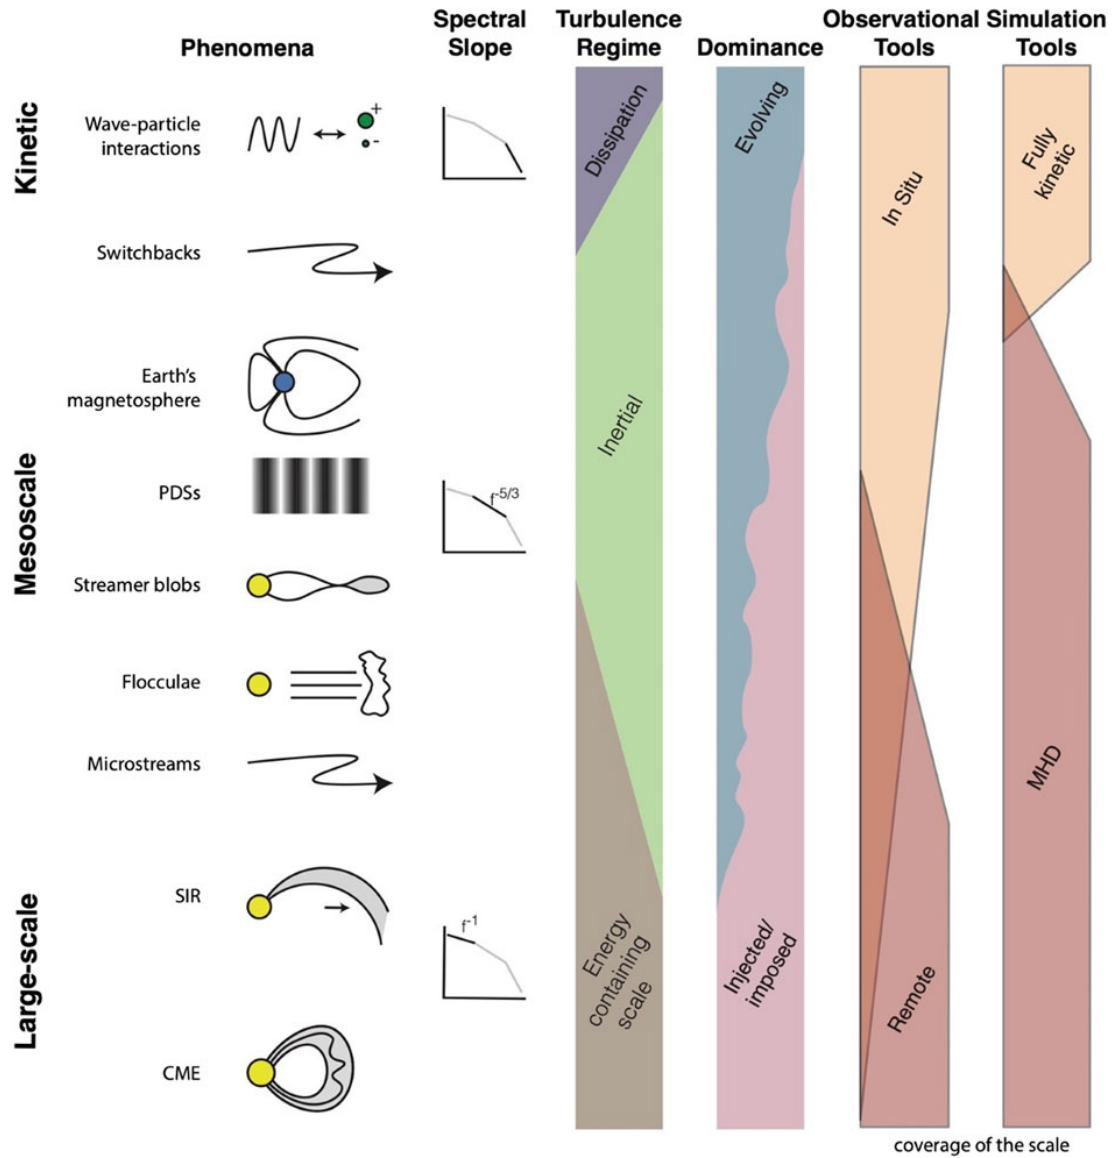 Phenomena
Spectral
Slope
Turbulence
Regime
Dominance
Observational
Tools
Simulation
Tools
Kinetic
Wave-particle
interactions
+
-
Switchbacks
Earth's
magnetosphere
Mesoscale
PDSs
f-5/3
Streamer blobs
Flocculae
Microstreams
Large-scale
SIR
f-1
CME
Dissipation
Inertial
Energy
containing
scale
Evolving
Injected/
imposed
In Situ
Remote
Fully
kinetic
MHD
coverage of the scale